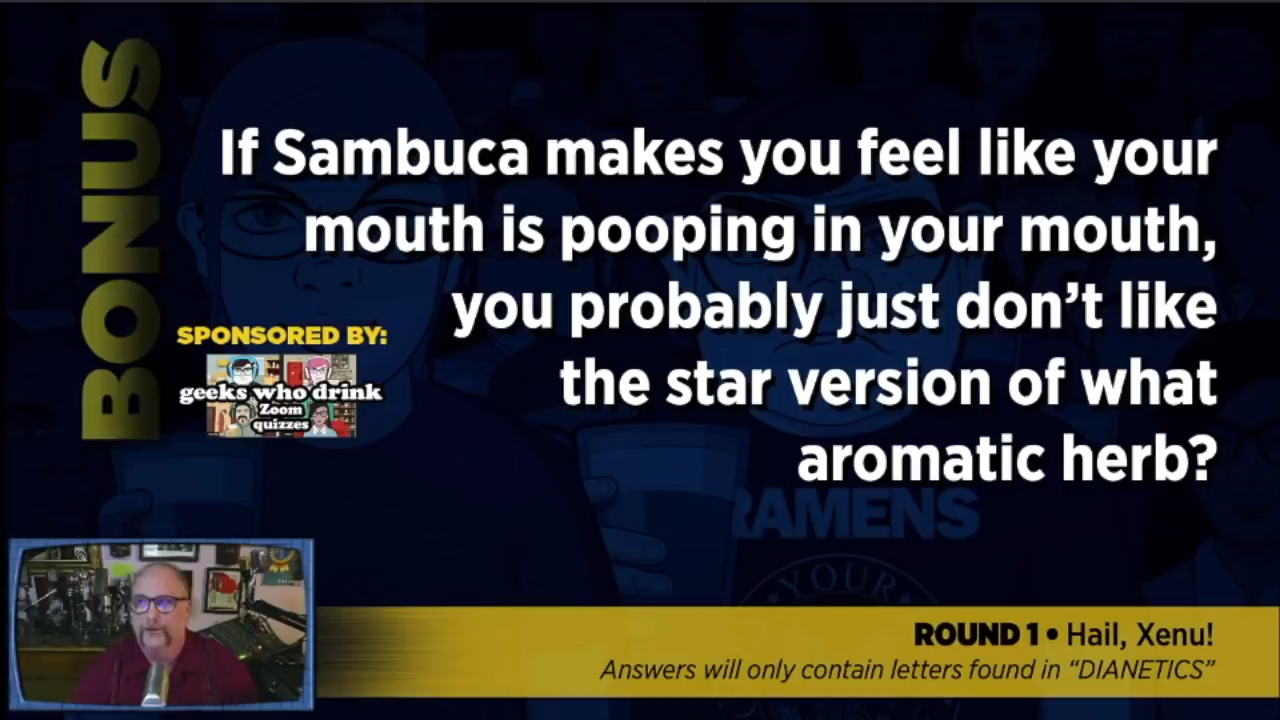 BONUS
If Sambuca makes you feel like your
mouth is pooping in your mouth,
you probably just don't like
the star version of what
aromatic herb?
SPONSORED BY:
geeks who drink
Zoom
quizzes
RAMENS
YOUR
ROUND 1 • Hail, Xenu!
Answers will only contain letters found in “DIANETICS”